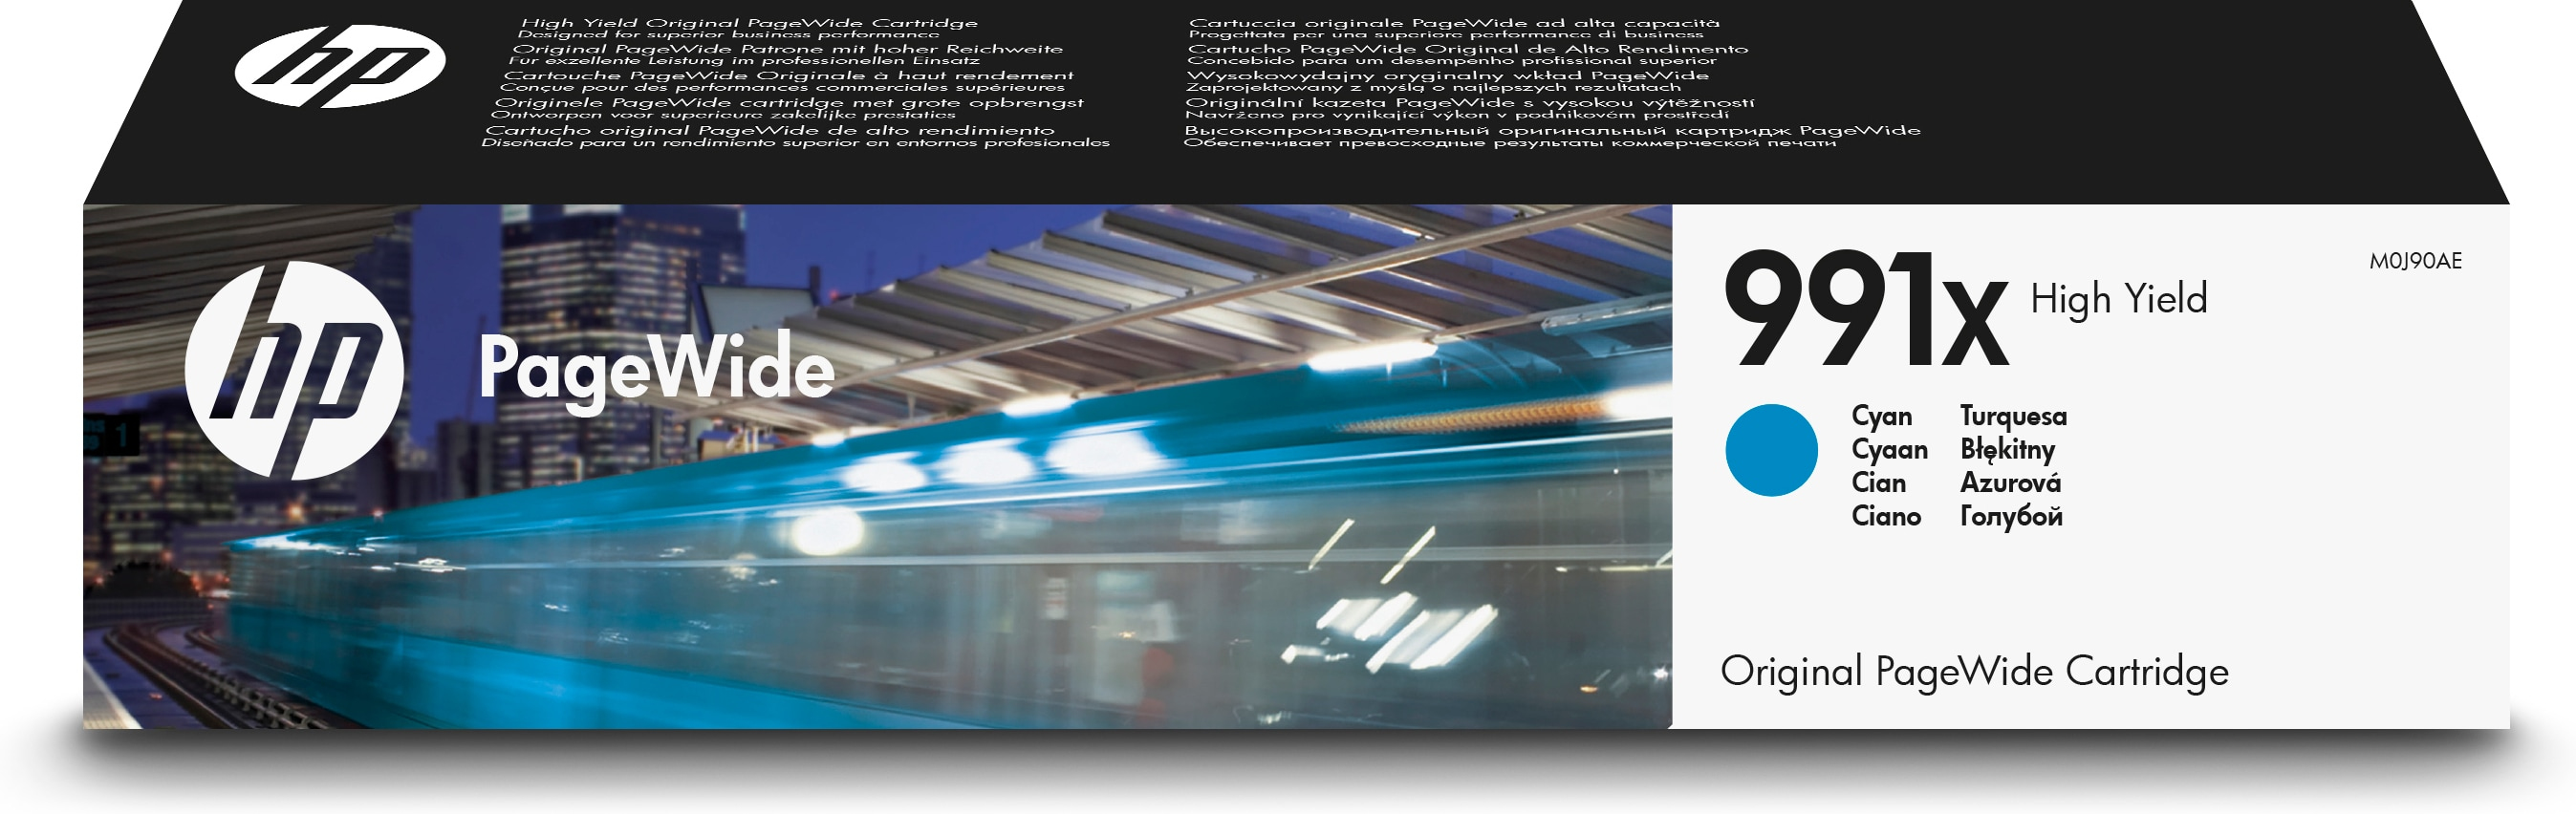 hp
High Yield Original PageWide Cartridge
Designed for superior business performance
Original PageWide Patrone mit hoher Reichweite
Für exzellente Leistung im professionellen Einsatz
Cartouche PageWide Originale à haut rendement
Conçue pour des performances commerciales supérieures
Originele PageWide cartridge met grote opbrengst
Ontworpen voor superieure zakelijke prestaties
Cartucho original PageWide de alto rendimiento
Diseñado para un rendimiento superior en entornos profesionales
Cartuccia originale PageWide ad alta capacità
Progettata per una superiore performance di business
Cartucho PageWide Original de Alto Rendimento
Concebido para um desempenho profissional superior
Wysokowydajny oryginalny wkład PageWide
Zaprojektowany z myślą o najlepszych rezultatach
Originální kazeta PageWide s vysokou výtěžností
Navrženo pro vynikající výkon v podnikovém prostředí
Высокопроизводительный оригинальный картридж PageWide
Обеспечивает превосходные результаты коммерческой печати
hp PageWide
991x High Yield
M0J90AE
Cyan
Cyaan
Cian
Ciano
Turquesa
Błękitny
Azurová
Голубой
Original PageWide Cartridge